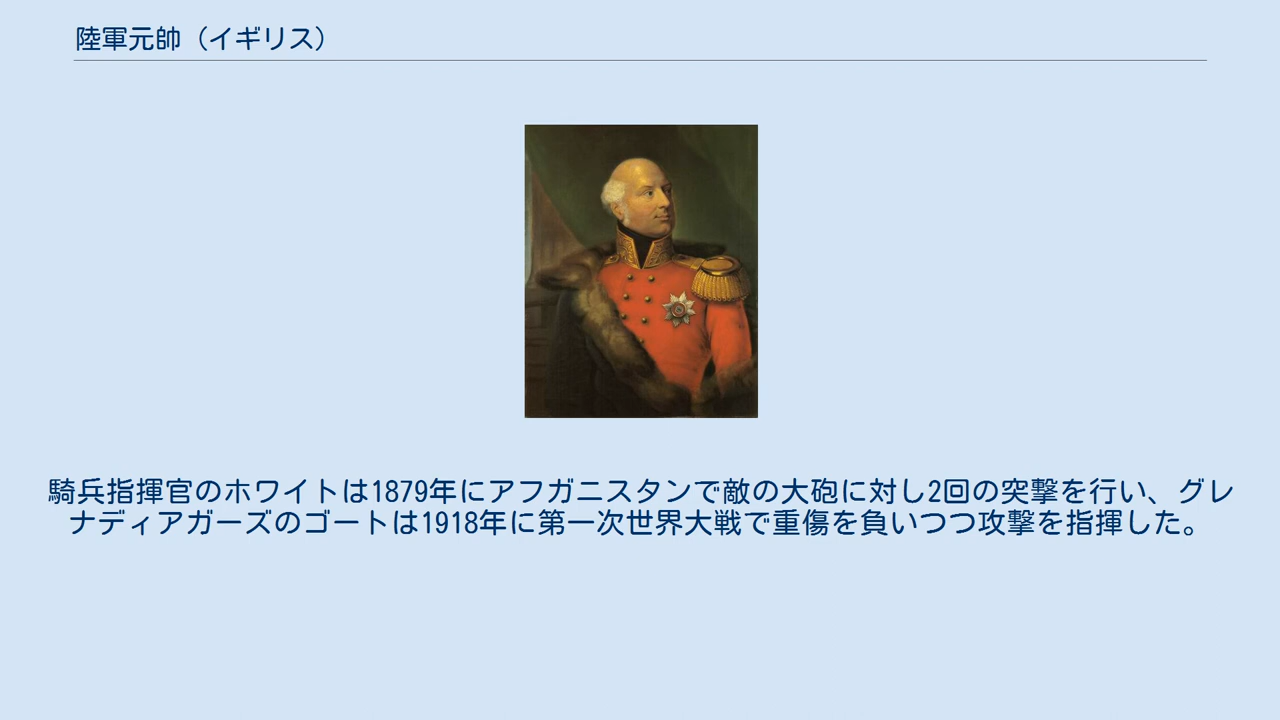 陸軍元帥（イギリス）
騎兵指揮官のホワイトは1879年にアフガニスタンで敵の大砲に対し2回の突撃を行い、グレ
ナディアガーズのゴートは1918年に第一次世界大戦で重傷を負いつつ攻撃を指揮した。